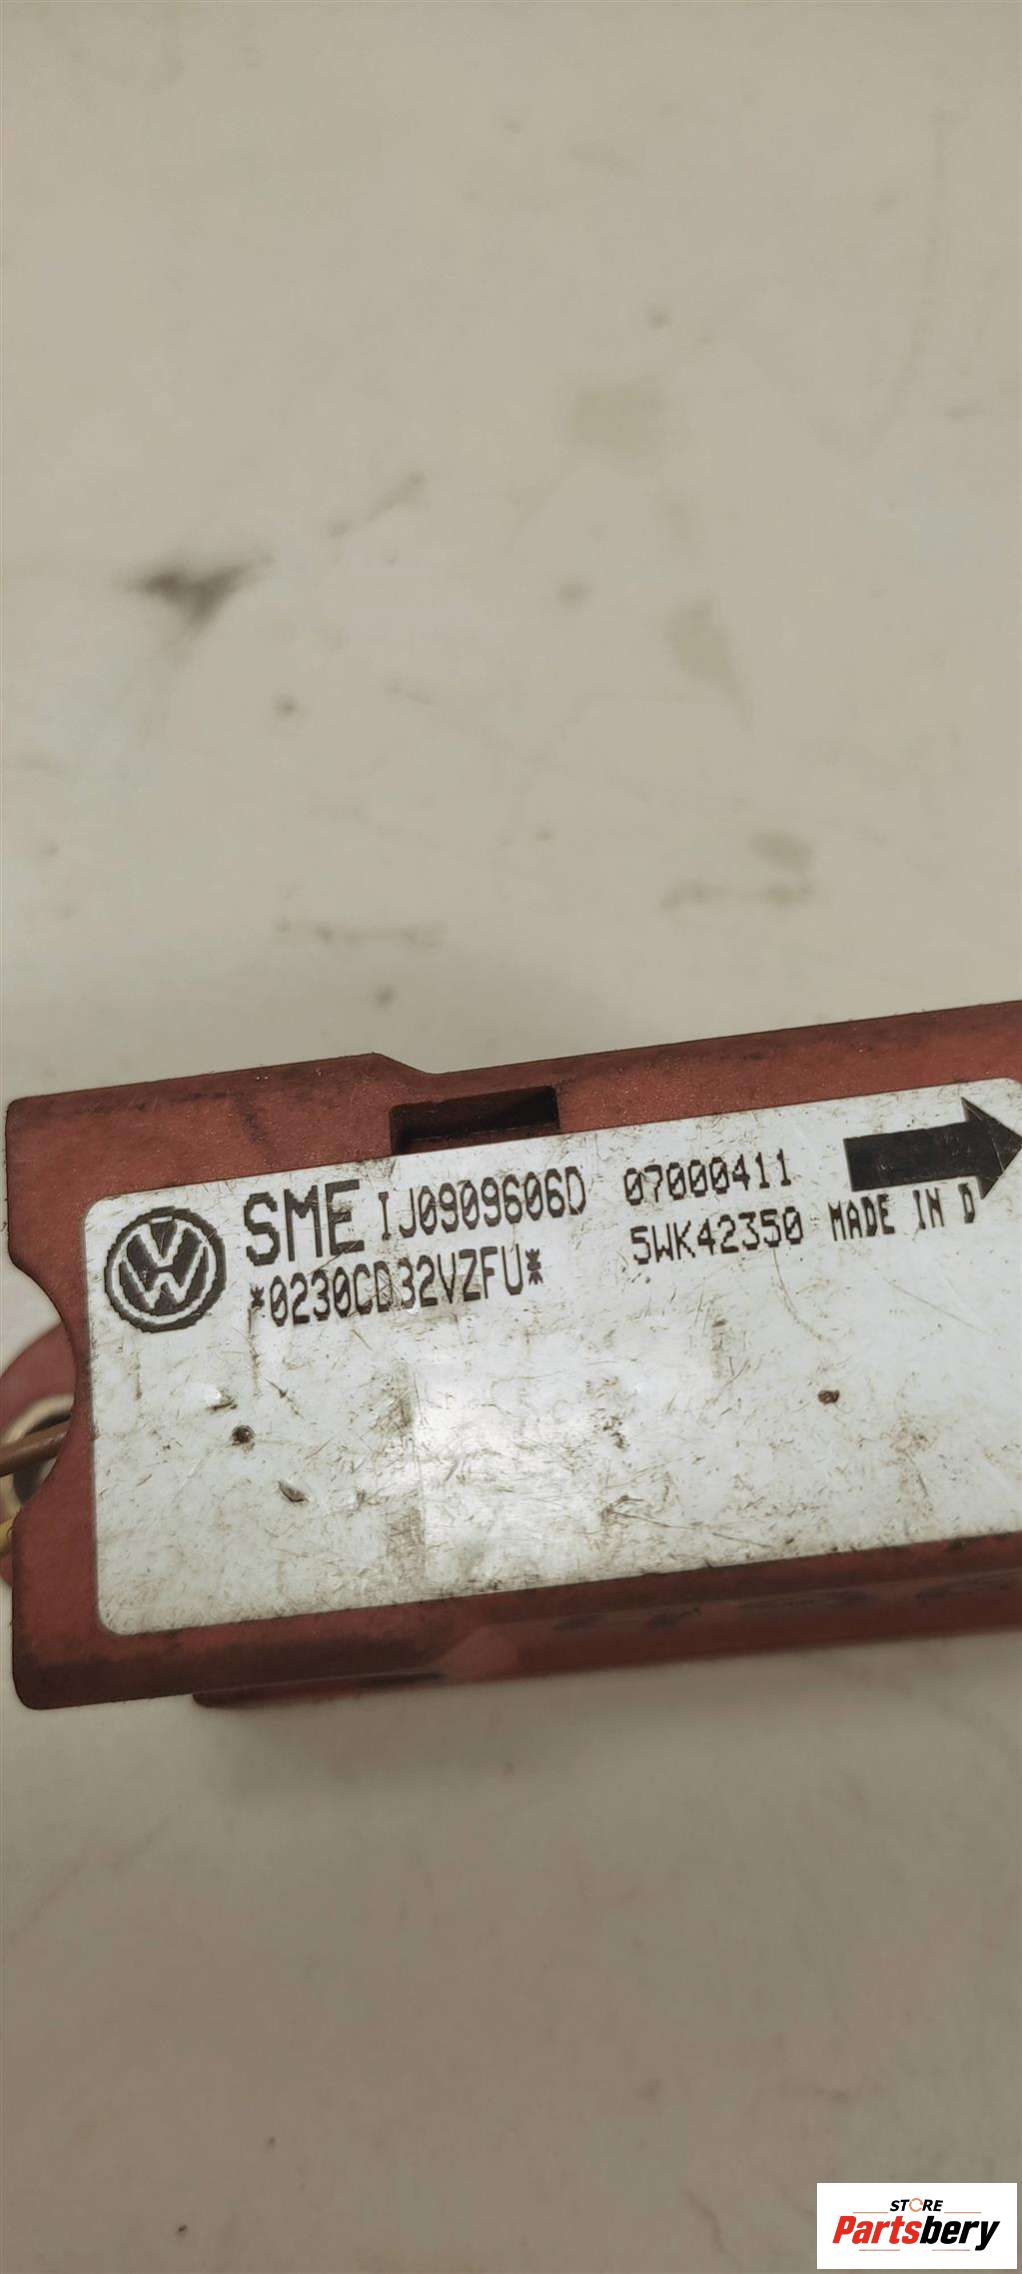 SME 1J0909606D 07000411
*0230CD32VZFU* 5WK42350 MADE IN D
STORE
Partsbery